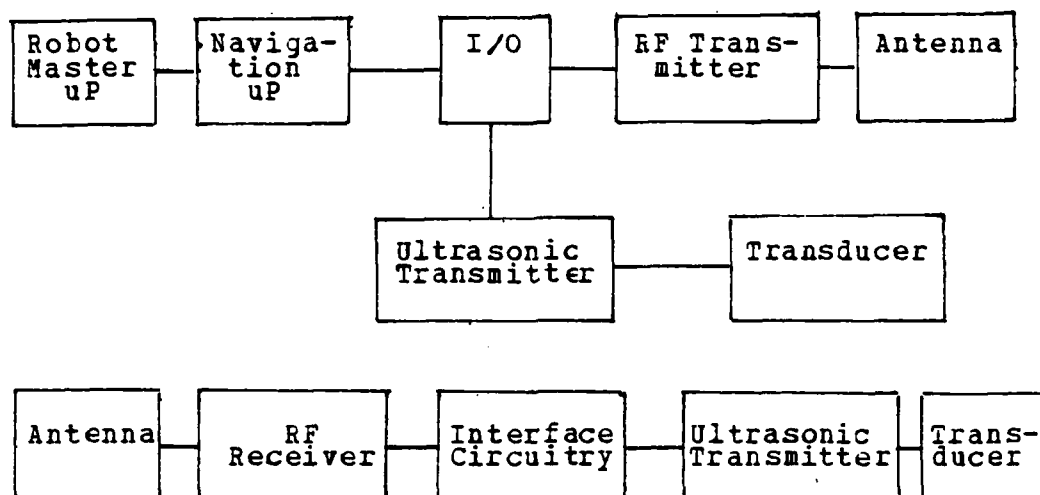 Robot
Master
uP
Naviga-
tion
uP
I/O
RF Trans-
mitter
Antenna
Ultrasonic
Transmitter
Transducer
Antenna
RF
Receiver
Interface
Circuitry
Ultrasonic
Transmitter
Trans-
ducer